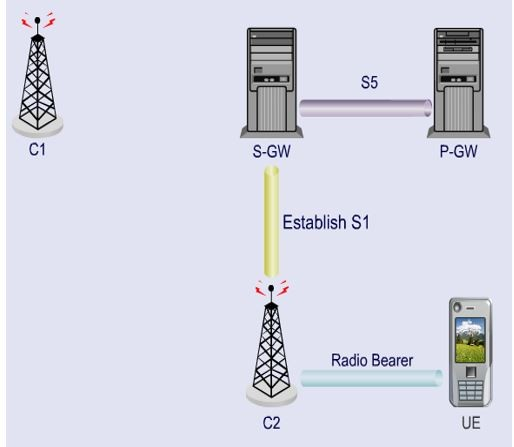 S5
C1
S-GW
P-GW
Establish S1
Radio Bearer
C2
UE